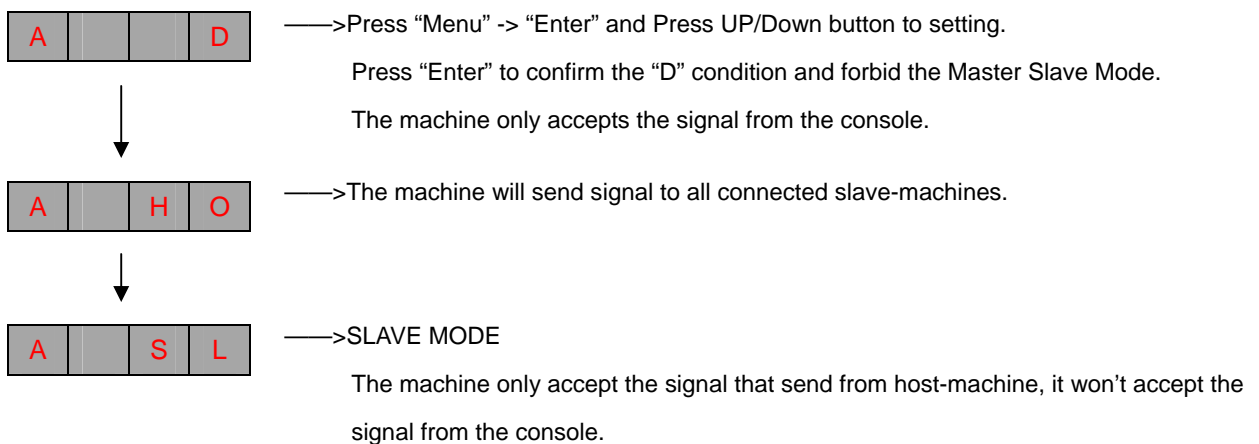 A D ——>Press “Menu” -> “Enter” and Press UP/Down button to setting.
Press “Enter” to confirm the “D” condition and forbid the Master Slave Mode.
The machine only accepts the signal from the console.
A H O ——>The machine will send signal to all connected slave-machines.
A S L ——>SLAVE MODE
The machine only accept the signal that send from host-machine, it won’t accept the
signal from the console.